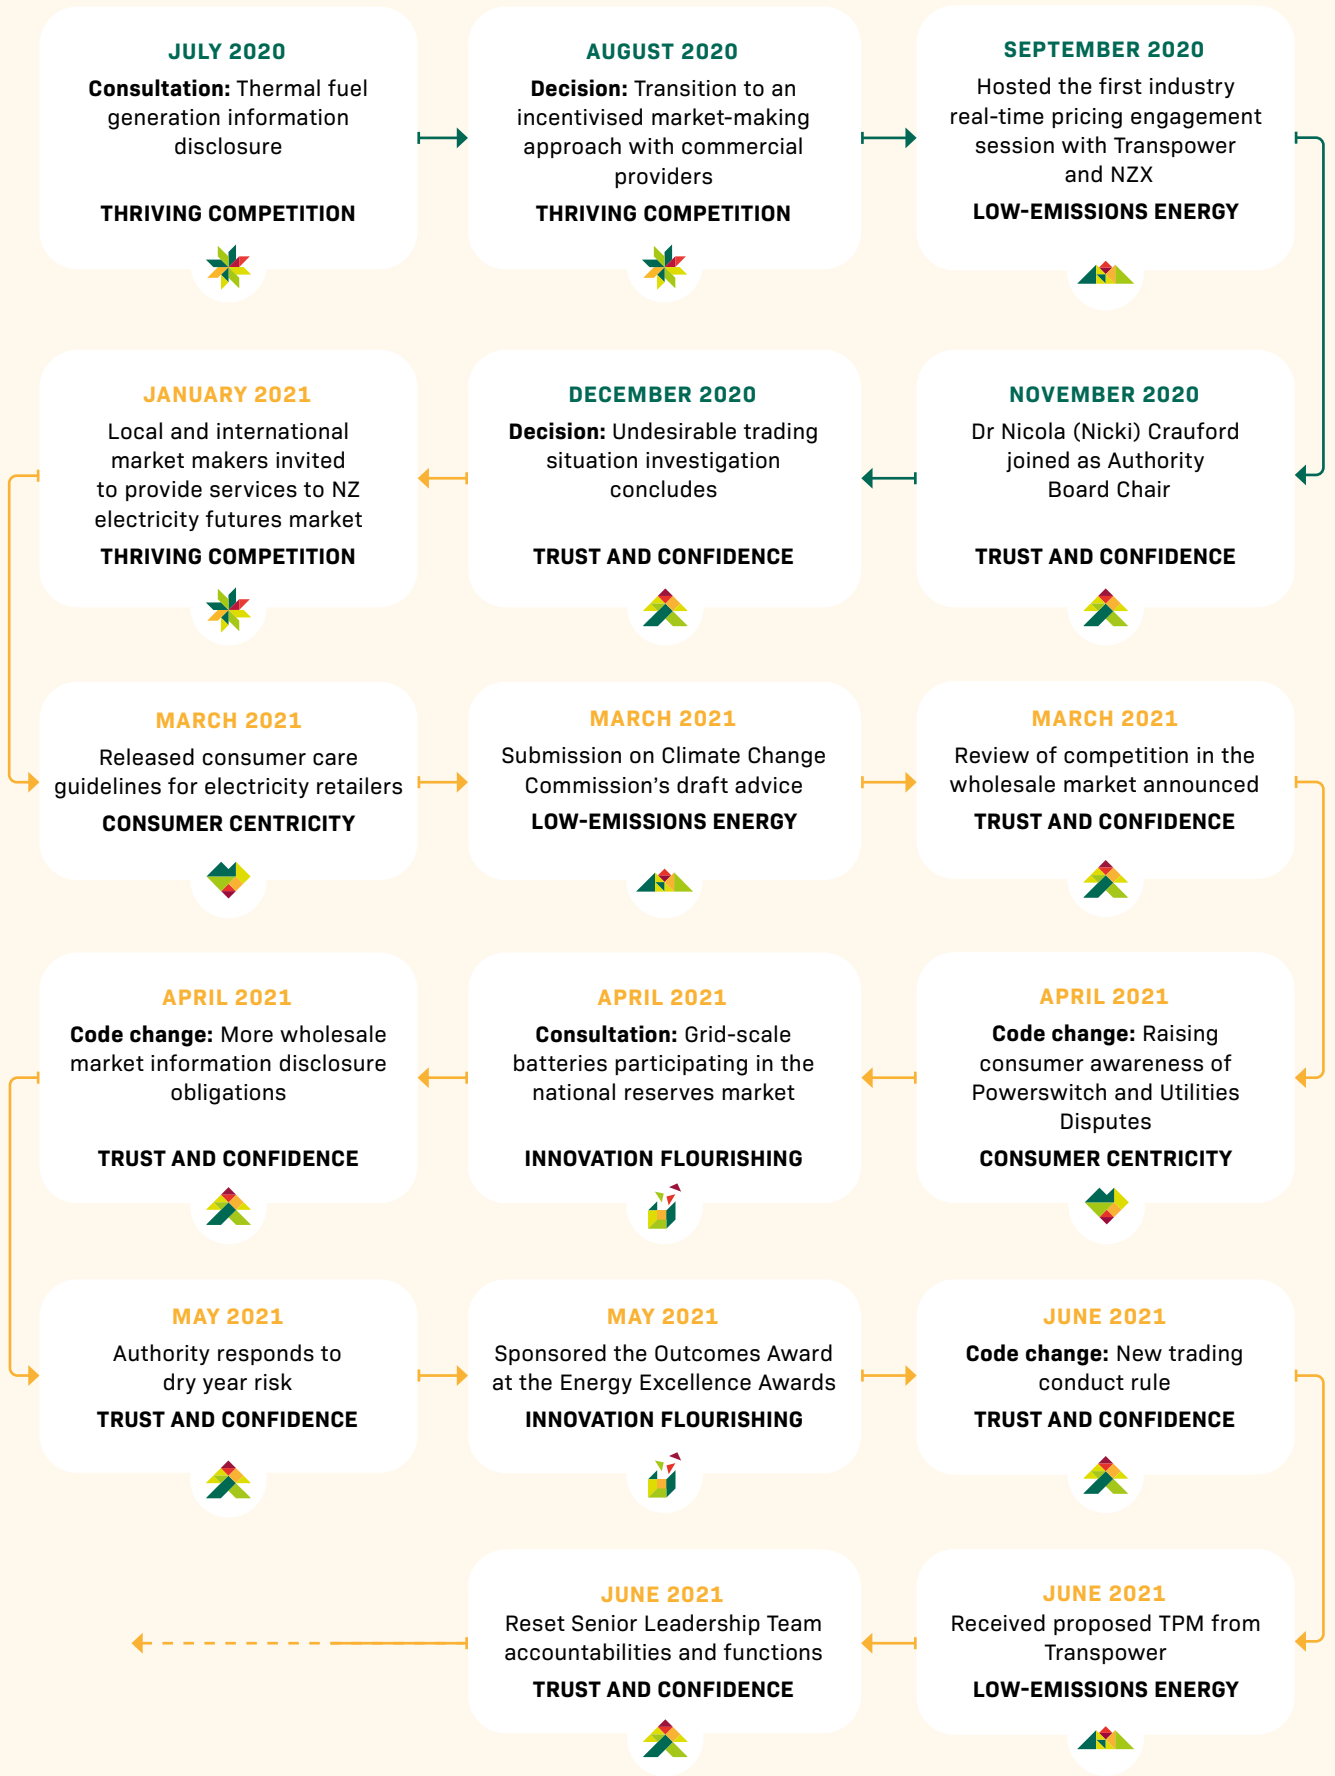 JULY 2020
Consultation: Thermal fuel
generation information
disclosure
THRIVING COMPETITION
AUGUST 2020
Decision: Transition to an
incentivised market-making
approach with commercial
providers
THRIVING COMPETITION
SEPTEMBER 2020
Hosted the first industry
real-time pricing engagement
session with Transpower
and NZX
LOW-EMISSIONS ENERGY
NOVEMBER 2020
Dr Nicola (Nicki) Crauford
joined as Authority
Board Chair
TRUST AND CONFIDENCE
DECEMBER 2020
Decision: Undesirable trading
situation investigation
concludes
TRUST AND CONFIDENCE
JANUARY 2021
Local and international
market makers invited
to provide services to NZ
electricity futures market
THRIVING COMPETITION
MARCH 2021
Released consumer care
guidelines for electricity retailers
CONSUMER CENTRICITY
MARCH 2021
Submission on Climate Change
Commission's draft advice
LOW-EMISSIONS ENERGY
MARCH 2021
Review of competition in the
wholesale market announced
TRUST AND CONFIDENCE
APRIL 2021
Code change: Raising
consumer awareness of
Powerswitch and Utilities
Disputes
CONSUMER CENTRICITY
APRIL 2021
Consultation: Grid-scale
batteries participating in the
national reserves market
INNOVATION FLOURISHING
APRIL 2021
Code change: More wholesale
market information disclosure
obligations
TRUST AND CONFIDENCE
MAY 2021
Authority responds to
dry year risk
TRUST AND CONFIDENCE
MAY 2021
Sponsored the Outcomes Award
at the Energy Excellence Awards
INNOVATION FLOURISHING
JUNE 2021
Code change: New trading
conduct rule
TRUST AND CONFIDENCE
JUNE 2021
Received proposed TPM from
Transpower
LOW-EMISSIONS ENERGY
JUNE 2021
Reset Senior Leadership Team
accountabilities and functions
TRUST AND CONFIDENCE